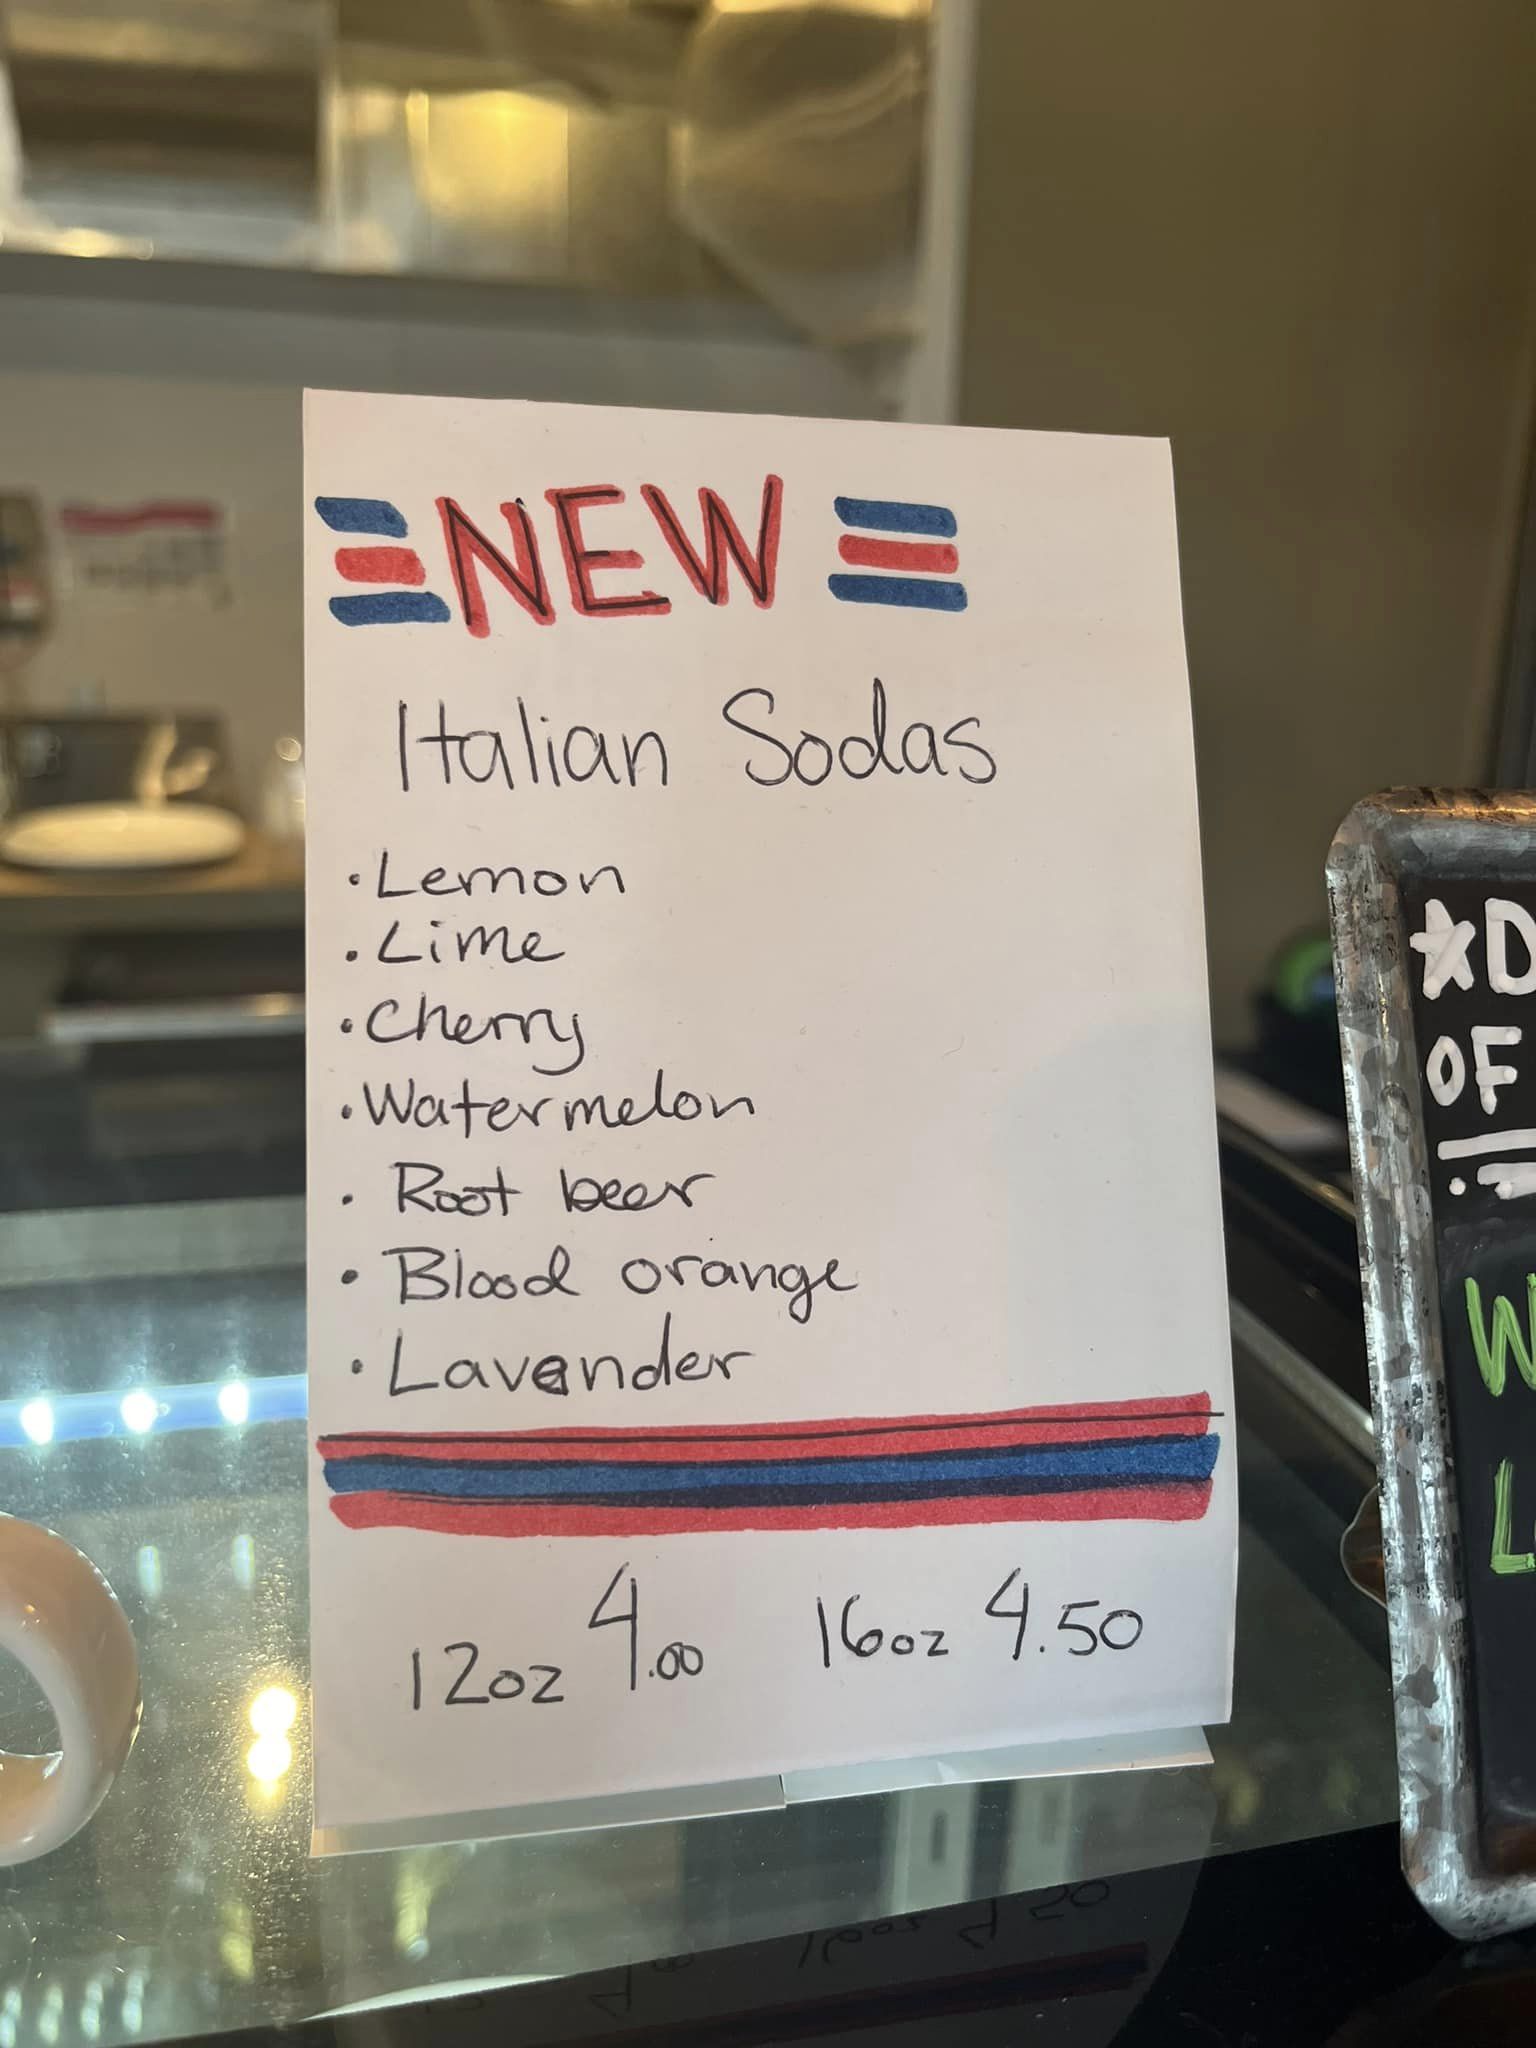 NEW
Italian Sodas
• Lemon
• Lime
• Cherry
• Watermelon
• Root beer
• Blood orange
• Lavender
12oz 4.00 16oz 4.50
OF